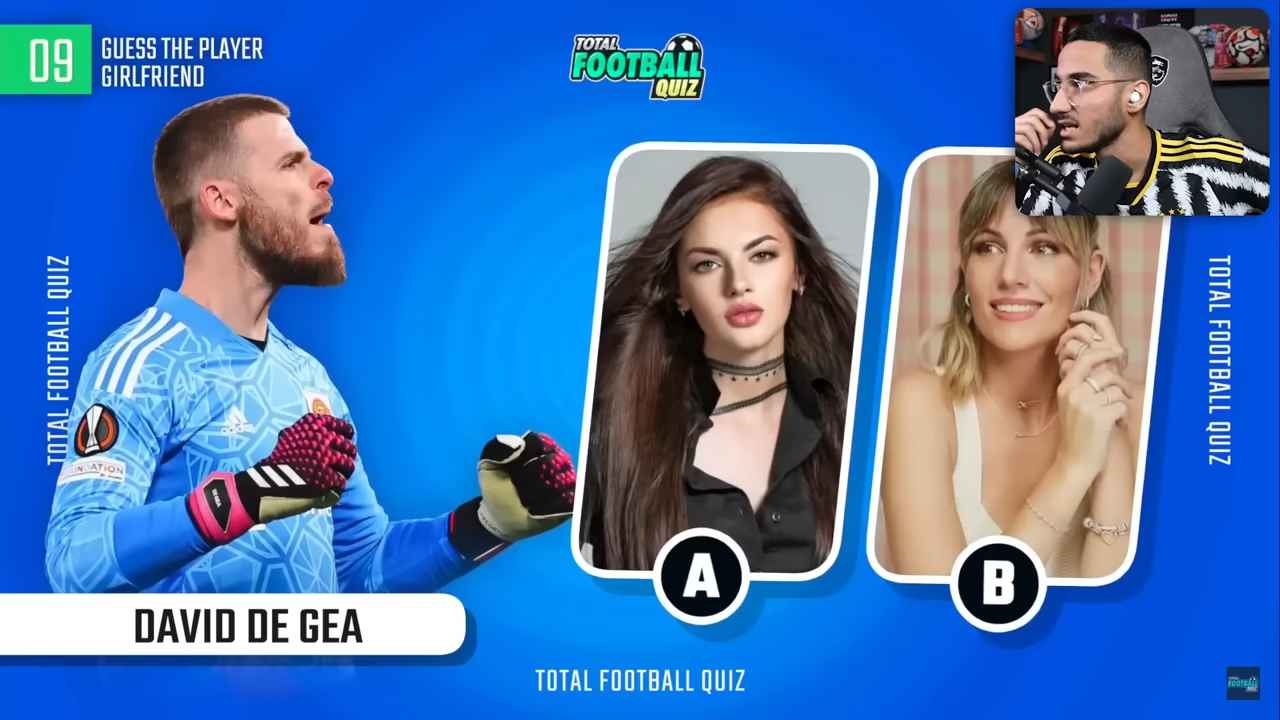 09
GUESS THE PLAYER
GIRLFRIEND
TOTAL
FOOTBALL
QUIZ
TOTAL FOOTBALL QUIZ
TOTAL FOOTBALL QUIZ
A
B
DAVID DE GEA
TOTAL FOOTBALL QUIZ